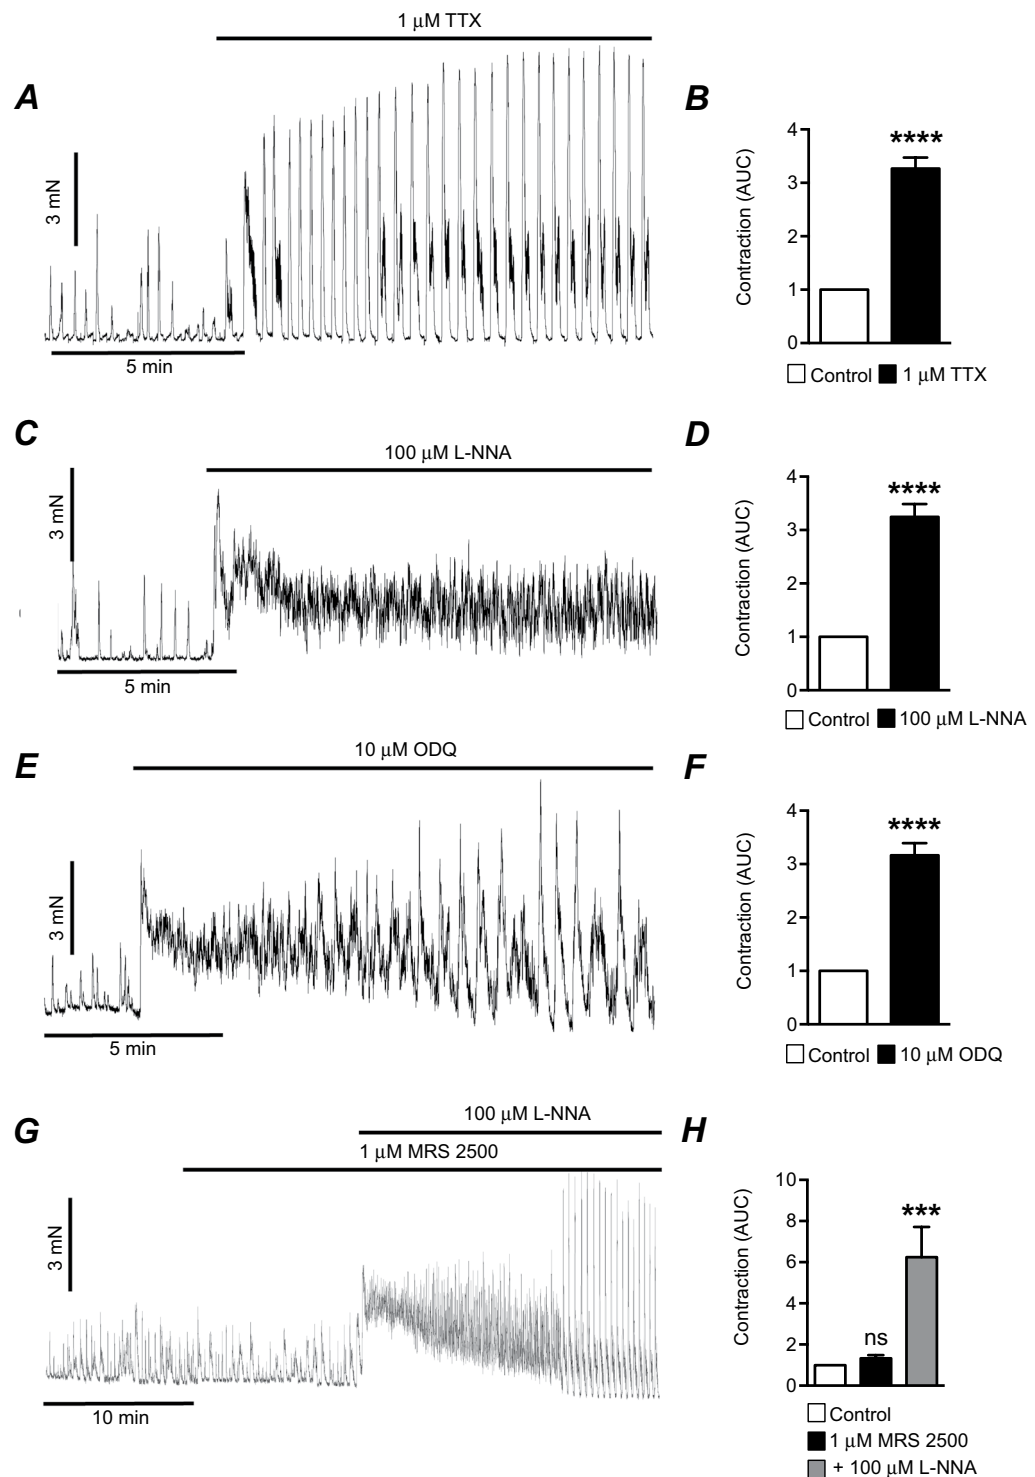 1 μM TTX
A
B
3 mN
5 min
Contraction (AUC)
4
3
2
1
0
****
Control 1 μM TTX
C
D
100 μM L-NNA
3 mN
5 min
Contraction (AUC)
4
3
2
1
0
****
Control 100 μM L-NNA
E
F
10 μM ODQ
3 mN
5 min
Contraction (AUC)
4
3
2
1
0
****
Control 10 μM ODQ
G
H
100 μM L-NNA
1 μM MRS 2500
3 mN
10 min
Contraction (AUC)
10
8
6
4
2
0
ns
***
Control
1 μM MRS 2500
+ 100 μM L-NNA